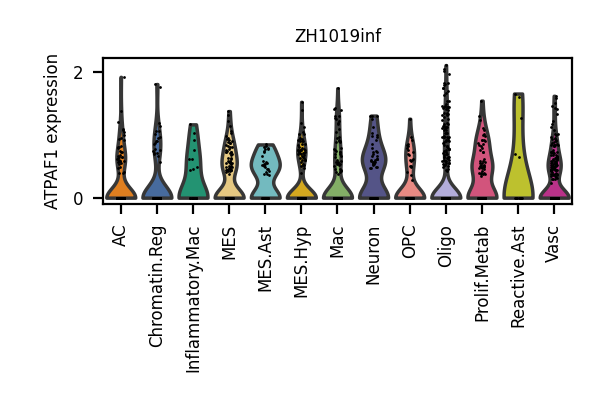 ZH1019inf
ATPAF1 expression
2
0
AC
Chromatin.Reg
Inflammatory.Mac
MES
MES.Ast
MES.Hyp
Mac
Neuron
OPC
Oligo
Prolif.Metab
Reactive.Ast
Vasc